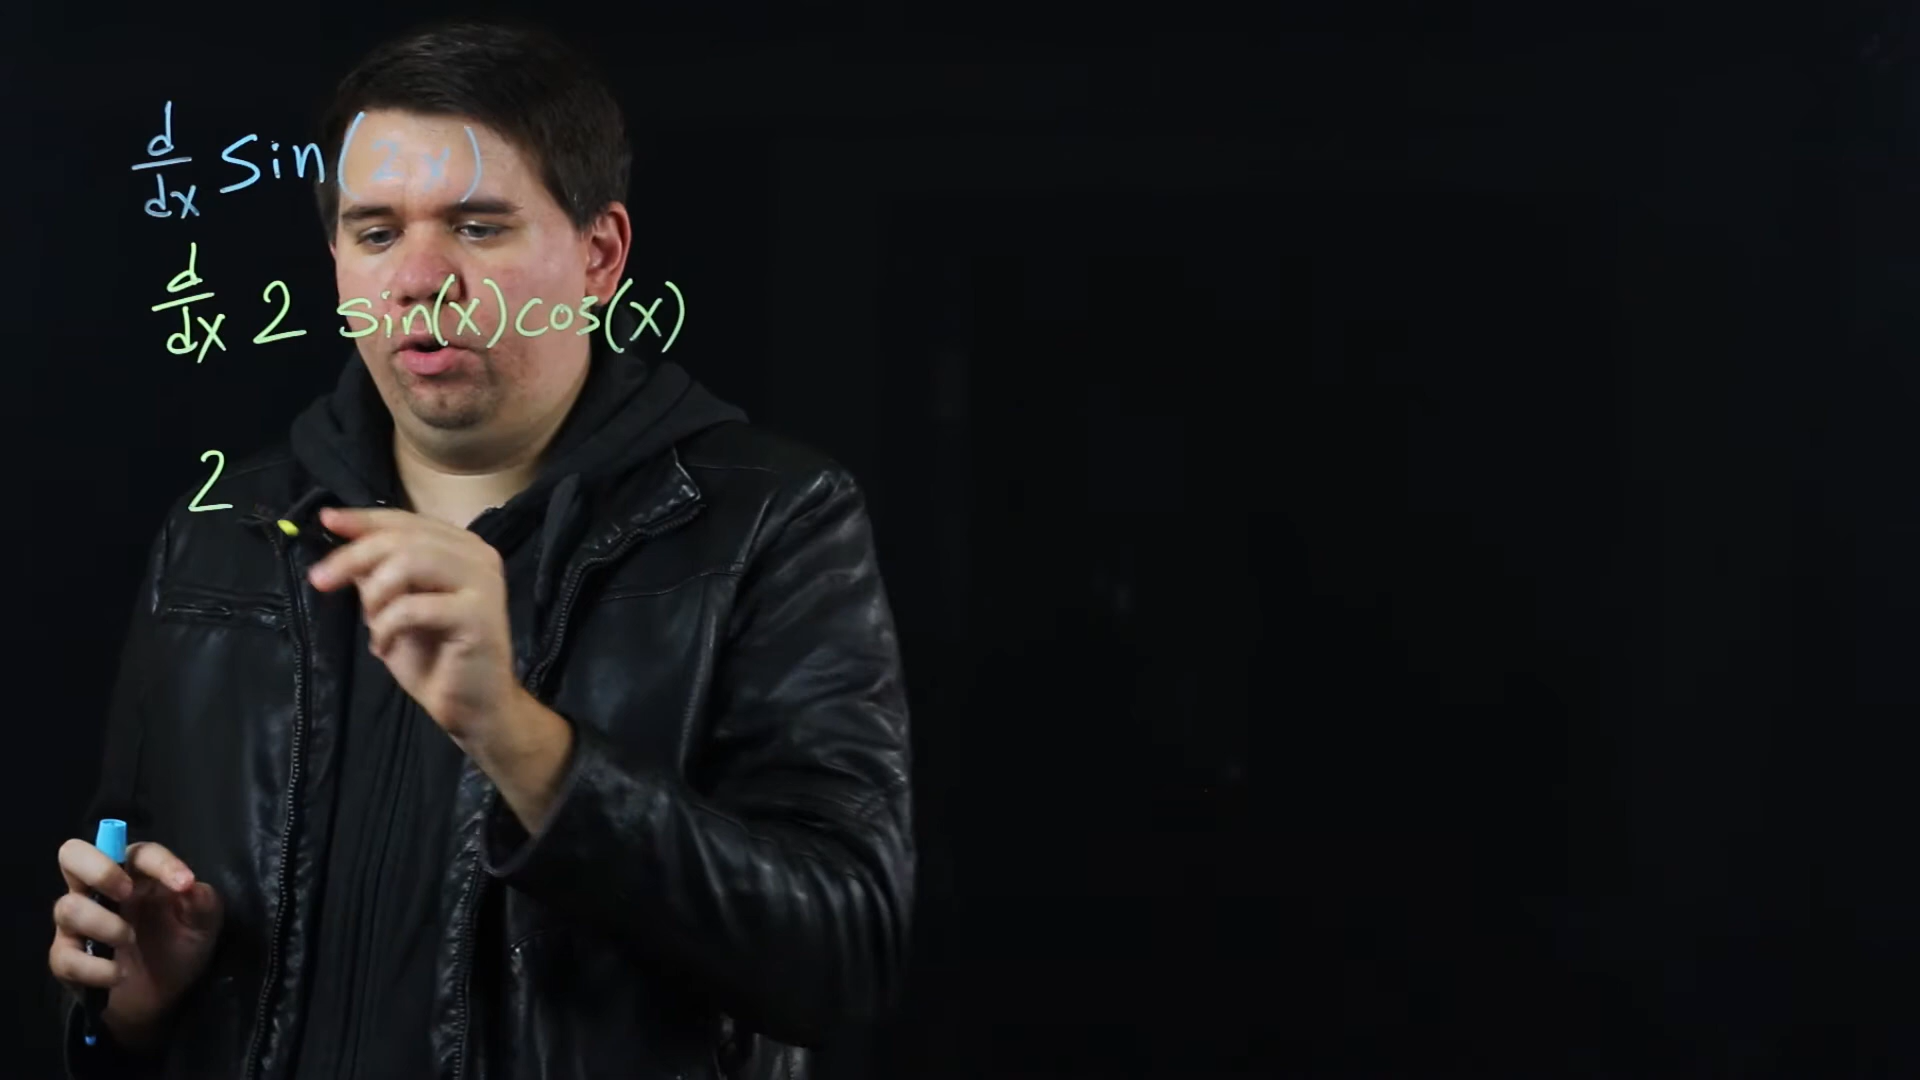 d/dx sin(2x)
d/dx 2 sin(x)cos(x)
2